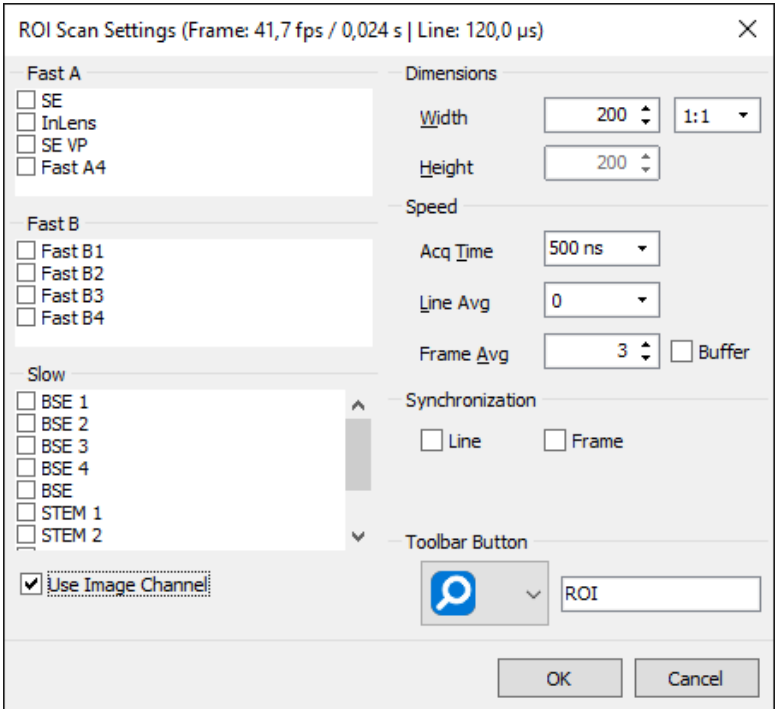 ROI Scan Settings (Frame: 41,7 fps / 0,024 s | Line: 120,0 µs)
Fast A
SE
InLens
SE VP
Fast A4
Fast B
Fast B1
Fast B2
Fast B3
Fast B4
Slow
BSE 1
BSE 2
BSE 3
BSE 4
BSE
STEM 1
STEM 2
Use Image Channel
Dimensions
Width 200 1:1
Height 200
Speed
Acq Time 500 ns
Line Avg 0
Frame Avg 3 Buffer
Synchronization
Line Frame
Toolbar Button
ROI
OK Cancel